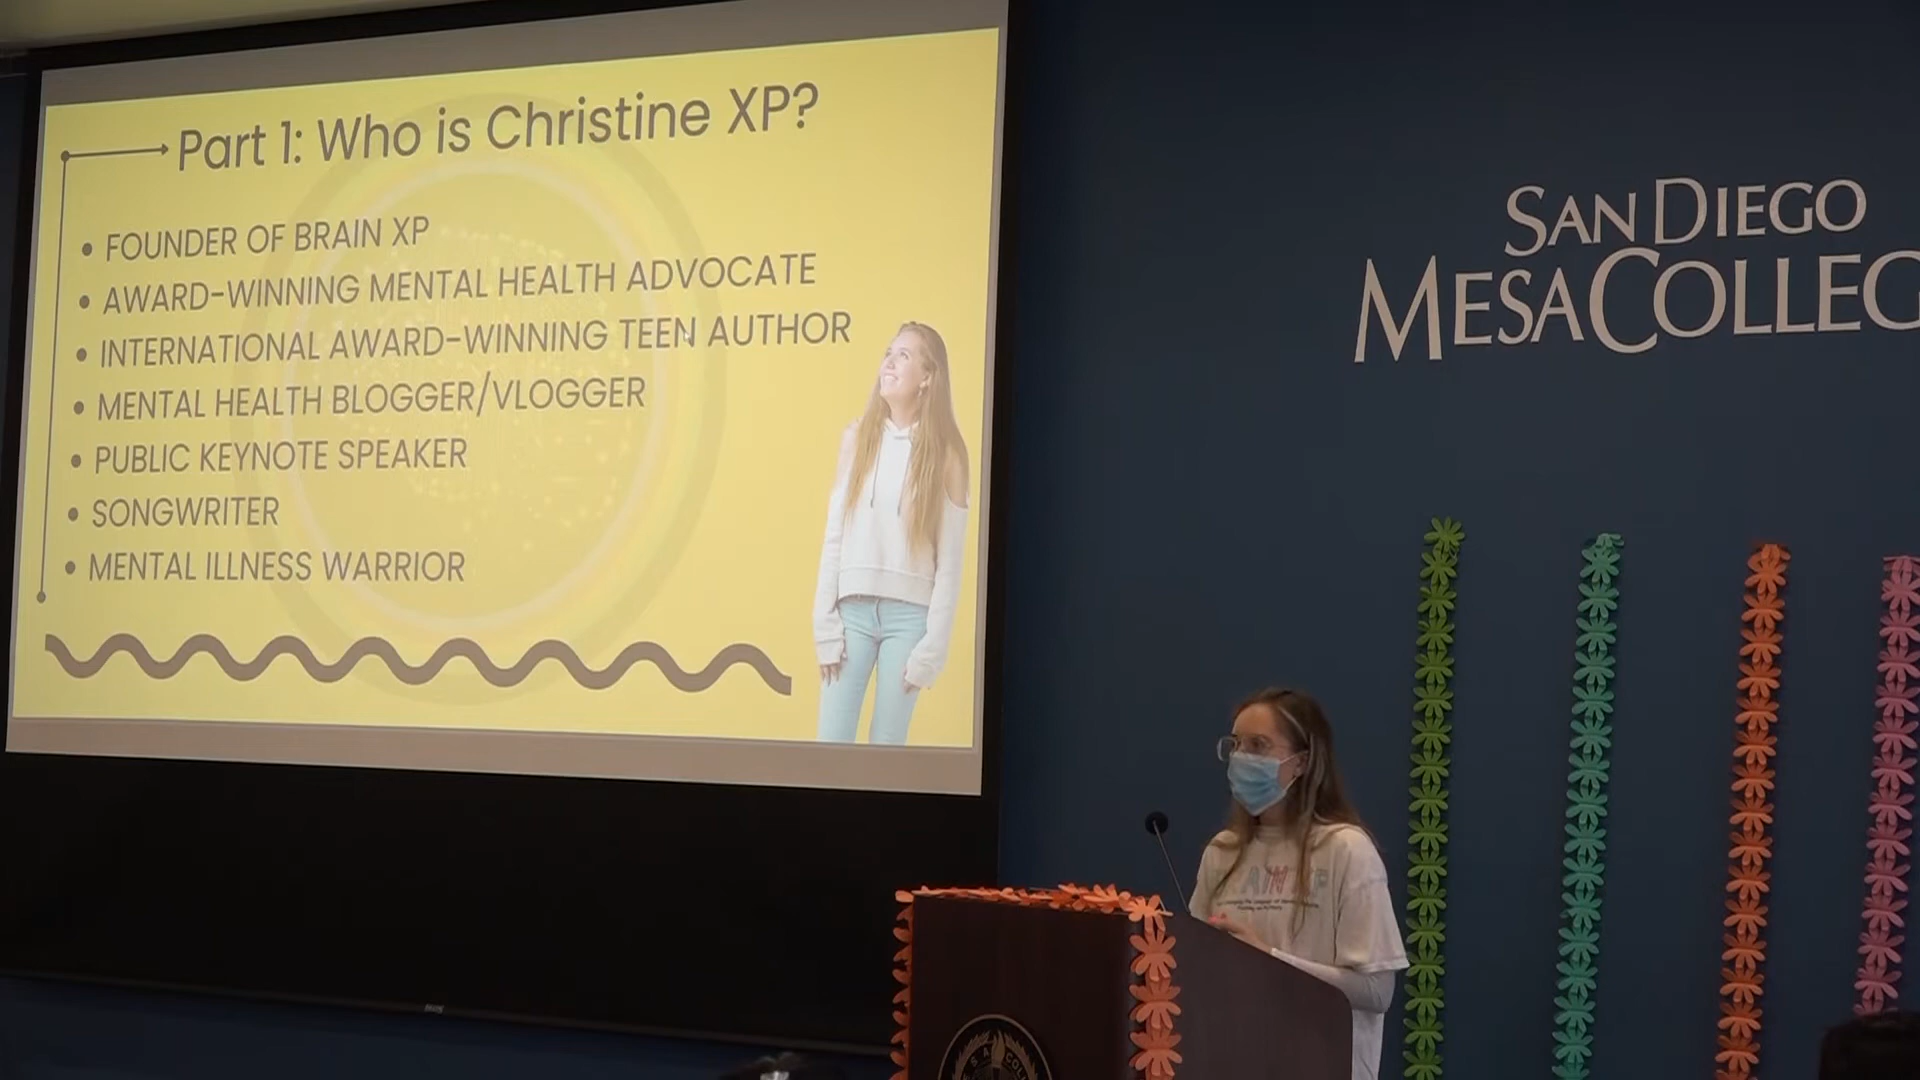 Part 1: Who is Christine XP?
FOUNDER OF BRAIN XP
AWARD-WINNING MENTAL HEALTH ADVOCATE
INTERNATIONAL AWARD-WINNING TEEN AUTHOR
MENTAL HEALTH BLOGGER/VLOGGER
PUBLIC KEYNOTE SPEAKER
SONGWRITER
MENTAL ILLNESS WARRIOR
SAN DIEGO
MESA COLLEG